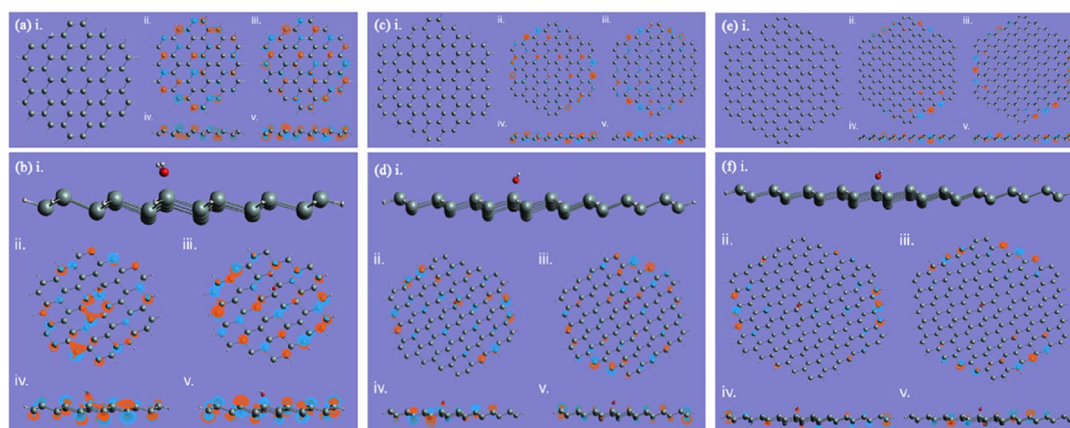 (a) i.
ii.
iii.
iv.
v.
(b) i.
ii.
iii.
iv.
v.
(c) i.
ii.
iii.
iv.
v.
(d) i.
ii.
iii.
iv.
v.
(e) i.
ii.
iii.
iv.
v.
(f) i.
ii.
iii.
iv.
v.